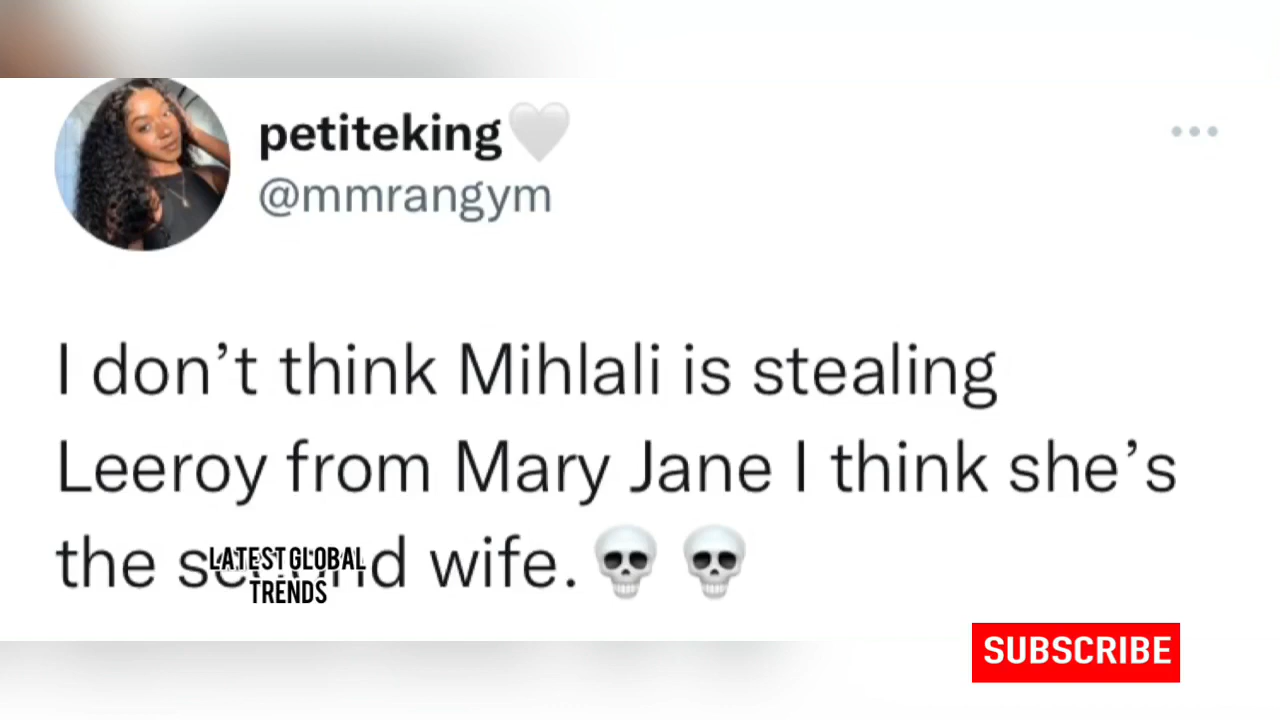 petiteking🤍
@mmrangym
I don't think Mihlali is stealing
Leeroy from Mary Jane I think she's
the second wife. 💀 💀
LATEST GLOBAL
TRENDS
SUBSCRIBE